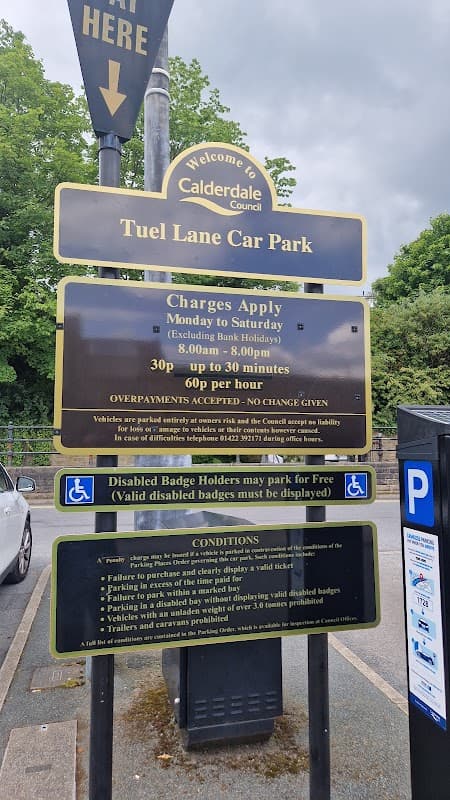 PAY
HERE
Welcome to
Calderdale
Council
Tuel Lane Car Park
Charges Apply
Monday to Saturday
(Excluding Bank Holidays)
8.00am - 8.00pm
30p up to 30 minutes
60p per hour
OVERPAYMENTS ACCEPTED - NO CHANGE GIVEN
Vehicles are parked entirely at owners risk and the Council accept no liability
for loss or damage to vehicles or their contents however caused.
In case of difficulties telephone 01422 392171 during office hours.
Disabled Badge Holders may park for Free
(Valid disabled badges must be displayed)
CONDITIONS
A Penalty charge may be issued if a vehicle is parked in contravention of the conditions of the
Parking Places Order governing this car park. Such conditions include:
• Failure to purchase and clearly display a valid ticket
• Parking in excess of the time paid for
• Failure to park within a marked bay
• Parking in a disabled bay without displaying valid disabled badges
• Vehicles with an unladen weight of over 3.0 tonnes prohibited
• Trailers and caravans prohibited
A full list of conditions are contained in the Parking Order, which is available for inspection at Council Offices.
P
1728